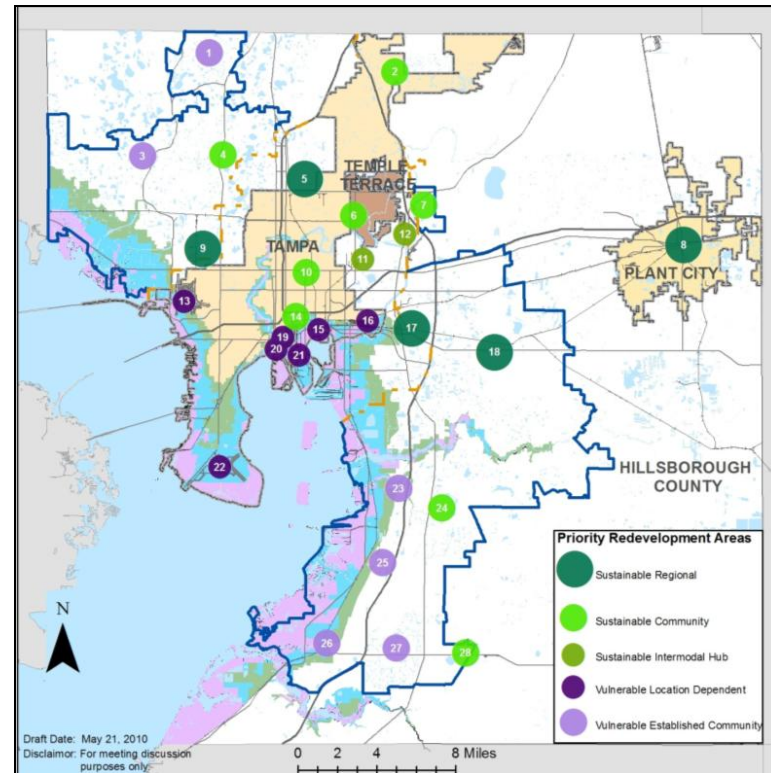 1
2
3
4
TEMPLE
TERRACE
5
6
7
12
9
TAMPA
11
8
PLANT CITY
10
13
14
15
16
17
18
19
20
21
22
HILLSBOROUGH
COUNTY
23
24
25
26
27
28
Priority Redevelopment Areas
Sustainable Regional
Sustainable Community
Sustainable Intermodal Hub
Vulnerable Location Dependent
Vulnerable Established Community
N
Draft Date: May 21, 2010
Disclaimor: For meeting discussion
purposes only
0 2 4 8 Miles